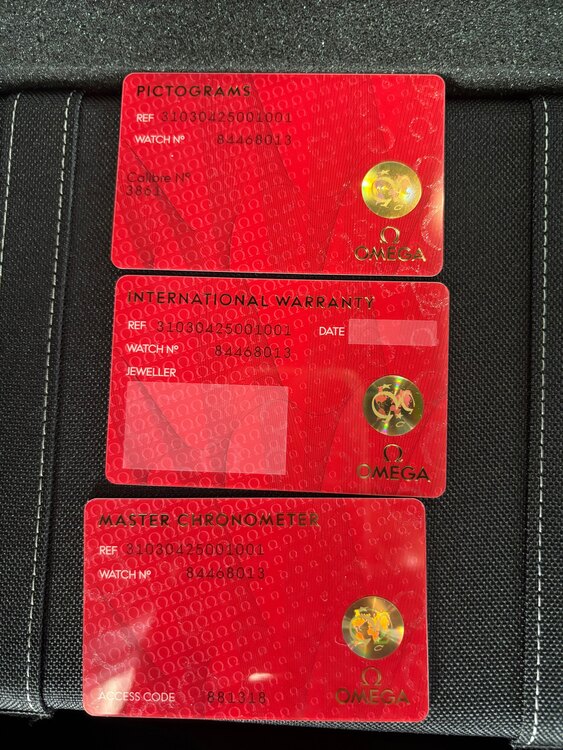 PICTOGRAMS
REF 31030425001001
WATCH Nº 84468013
Calibre Nº
3861
Ω
OMEGA
INTERNATIONAL WARRANTY
REF 31030425001001 DATE
WATCH Nº 84468013
JEWELLER
Ω
OMEGA
MASTER CHRONOMETER
REF 31030425001001
WATCH Nº 84468013
ACCESS CODE 881318
Ω
OMEGA